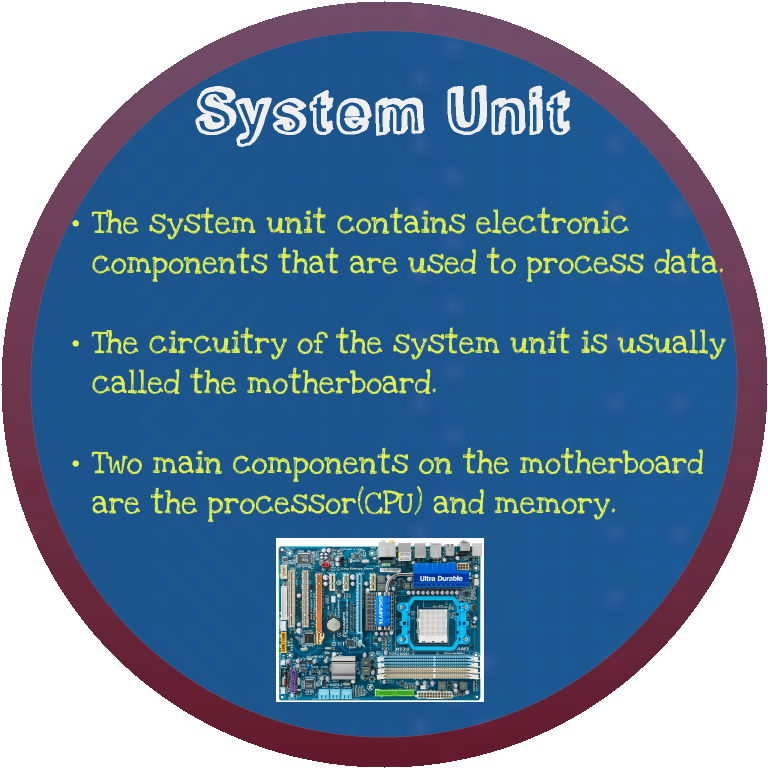 System Unit
• The system unit contains electronic
components that are used to process data.
• The circuitry of the system unit is usually
called the motherboard.
• Two main components on the motherboard
are the processor(CPU) and memory.
Ultra Durable
GIGABYTE
AM3